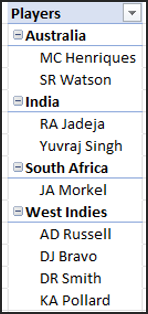 Players
Australia
MC Henriques
SR Watson
India
RA Jadeja
Yuvraj Singh
South Africa
JA Morkel
West Indies
AD Russell
DJ Bravo
DR Smith
KA Pollard